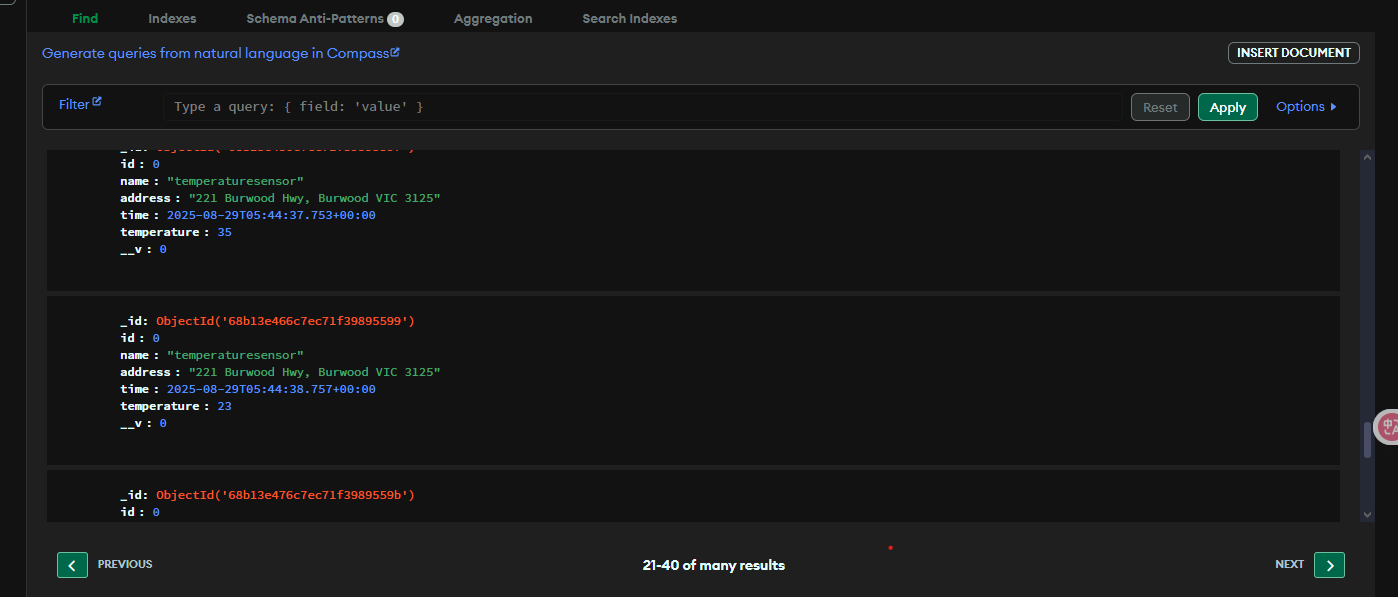 Find Indexes Schema Anti-Patterns 0 Aggregation Search Indexes
Generate queries from natural language in Compass
INSERT DOCUMENT
Filter Type a query: { field: 'value' } Reset Apply Options
id : 0
name : "temperaturesensor"
address : "221 Burwood Hwy, Burwood VIC 3125"
time : 2025-08-29T05:44:37.753+00:00
temperature : 35
__v : 0
_id: ObjectId('68b13e466c7ec71f39895599')
id : 0
name : "temperaturesensor"
address : "221 Burwood Hwy, Burwood VIC 3125"
time : 2025-08-29T05:44:38.757+00:00
temperature : 23
__v : 0
_id: ObjectId('68b13e476c7ec71f3989559b')
id : 0
PREVIOUS 21-40 of many results NEXT